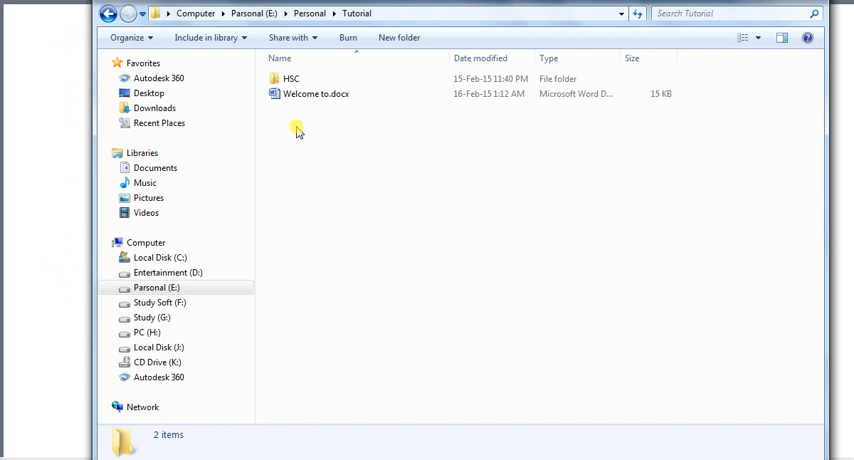 Computer Parsonal (E:) Personal Tutorial Search Tutorial
Organize Include in library Share with Burn New folder
Name Date modified Type Size
HSC 15-Feb-15 11:40 PM File folder
Welcome to.docx 16-Feb-15 1:12 AM Microsoft Word D... 15 KB
Favorites
Autodesk 360
Desktop
Downloads
Recent Places
Libraries
Documents
Music
Pictures
Videos
Computer
Local Disk (C:)
Entertainment (D:)
Parsonal (E:)
Study Soft (F:)
Study (G:)
PC (H:)
Local Disk (J:)
CD Drive (K:)
Autodesk 360
Network
2 items